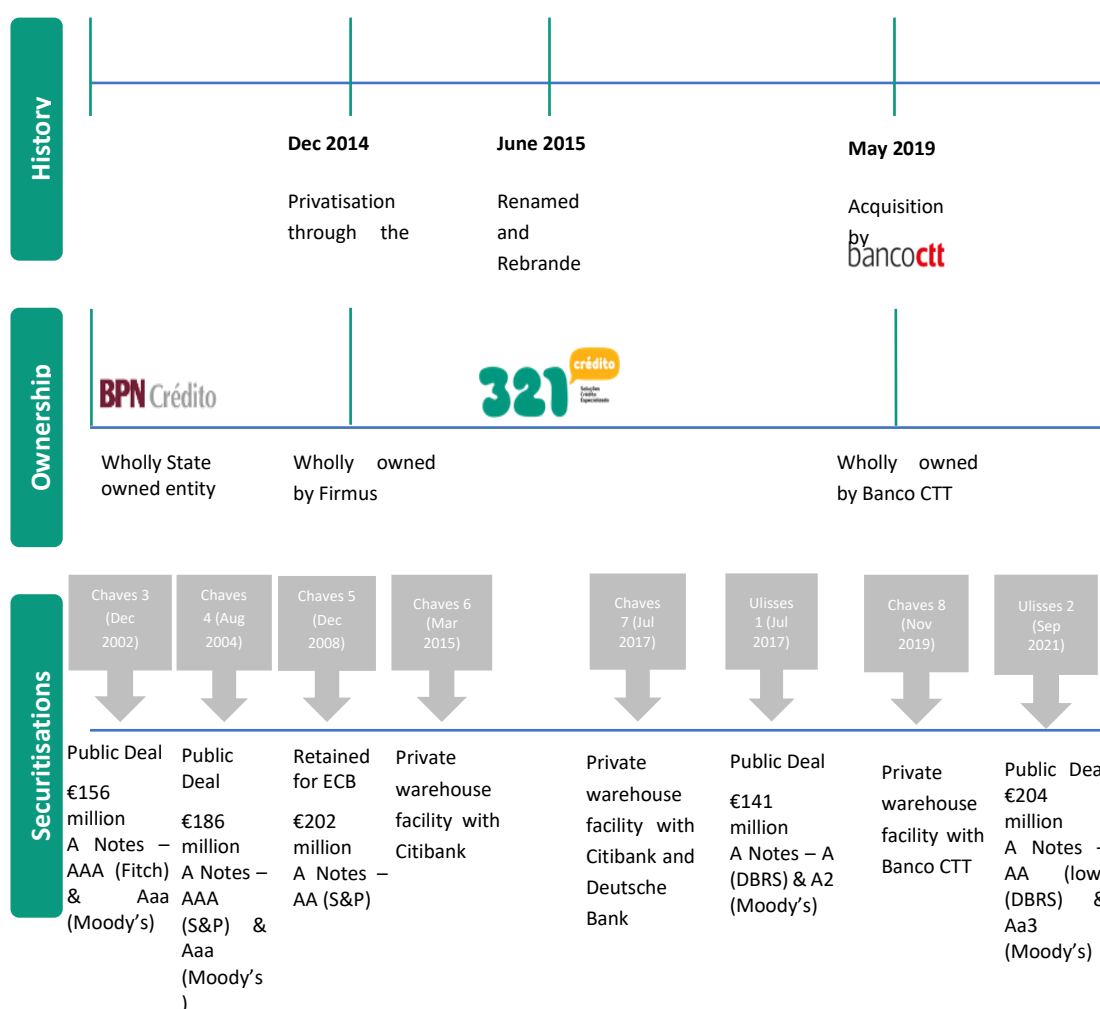 History
Dec 2014
Privatisation
through the
June 2015
Renamed
and
Rebrande
May 2019
Acquisition
by
bancoctt
Ownership
BPN Crédito
321
crédito
Soluções
Crédito
Especializado
Wholly State
owned entity
Wholly owned
by Firmus
Wholly owned
by Banco CTT
Securitisations
Chaves 3
(Dec
2002)
Chaves
4 (Aug
2004)
Chaves 5
(Dec
2008)
Chaves 6
(Mar
2015)
Chaves
7 (Jul
2017)
Ulisses
1 (Jul
2017)
Chaves 8
(Nov
2019)
Ulisses 2
(Sep
2021)
Public Deal
€156
million
A Notes –
AAA (Fitch)
& Aaa
(Moody’s)
Public
Deal
€186
million
A Notes –
AAA
(S&P) &
Aaa
(Moody’s
)
Retained
for ECB
€202
million
A Notes –
AA (S&P)
Private
warehouse
facility with
Citibank
Private
warehouse
facility with
Citibank and
Deutsche
Bank
Public Deal
€141
million
A Notes – A
(DBRS) & A2
(Moody’s)
Private
warehouse
facility with
Banco CTT
Public Deal
€204
million
A Notes –
AA (low
(DBRS) &
Aa3
(Moody’s)